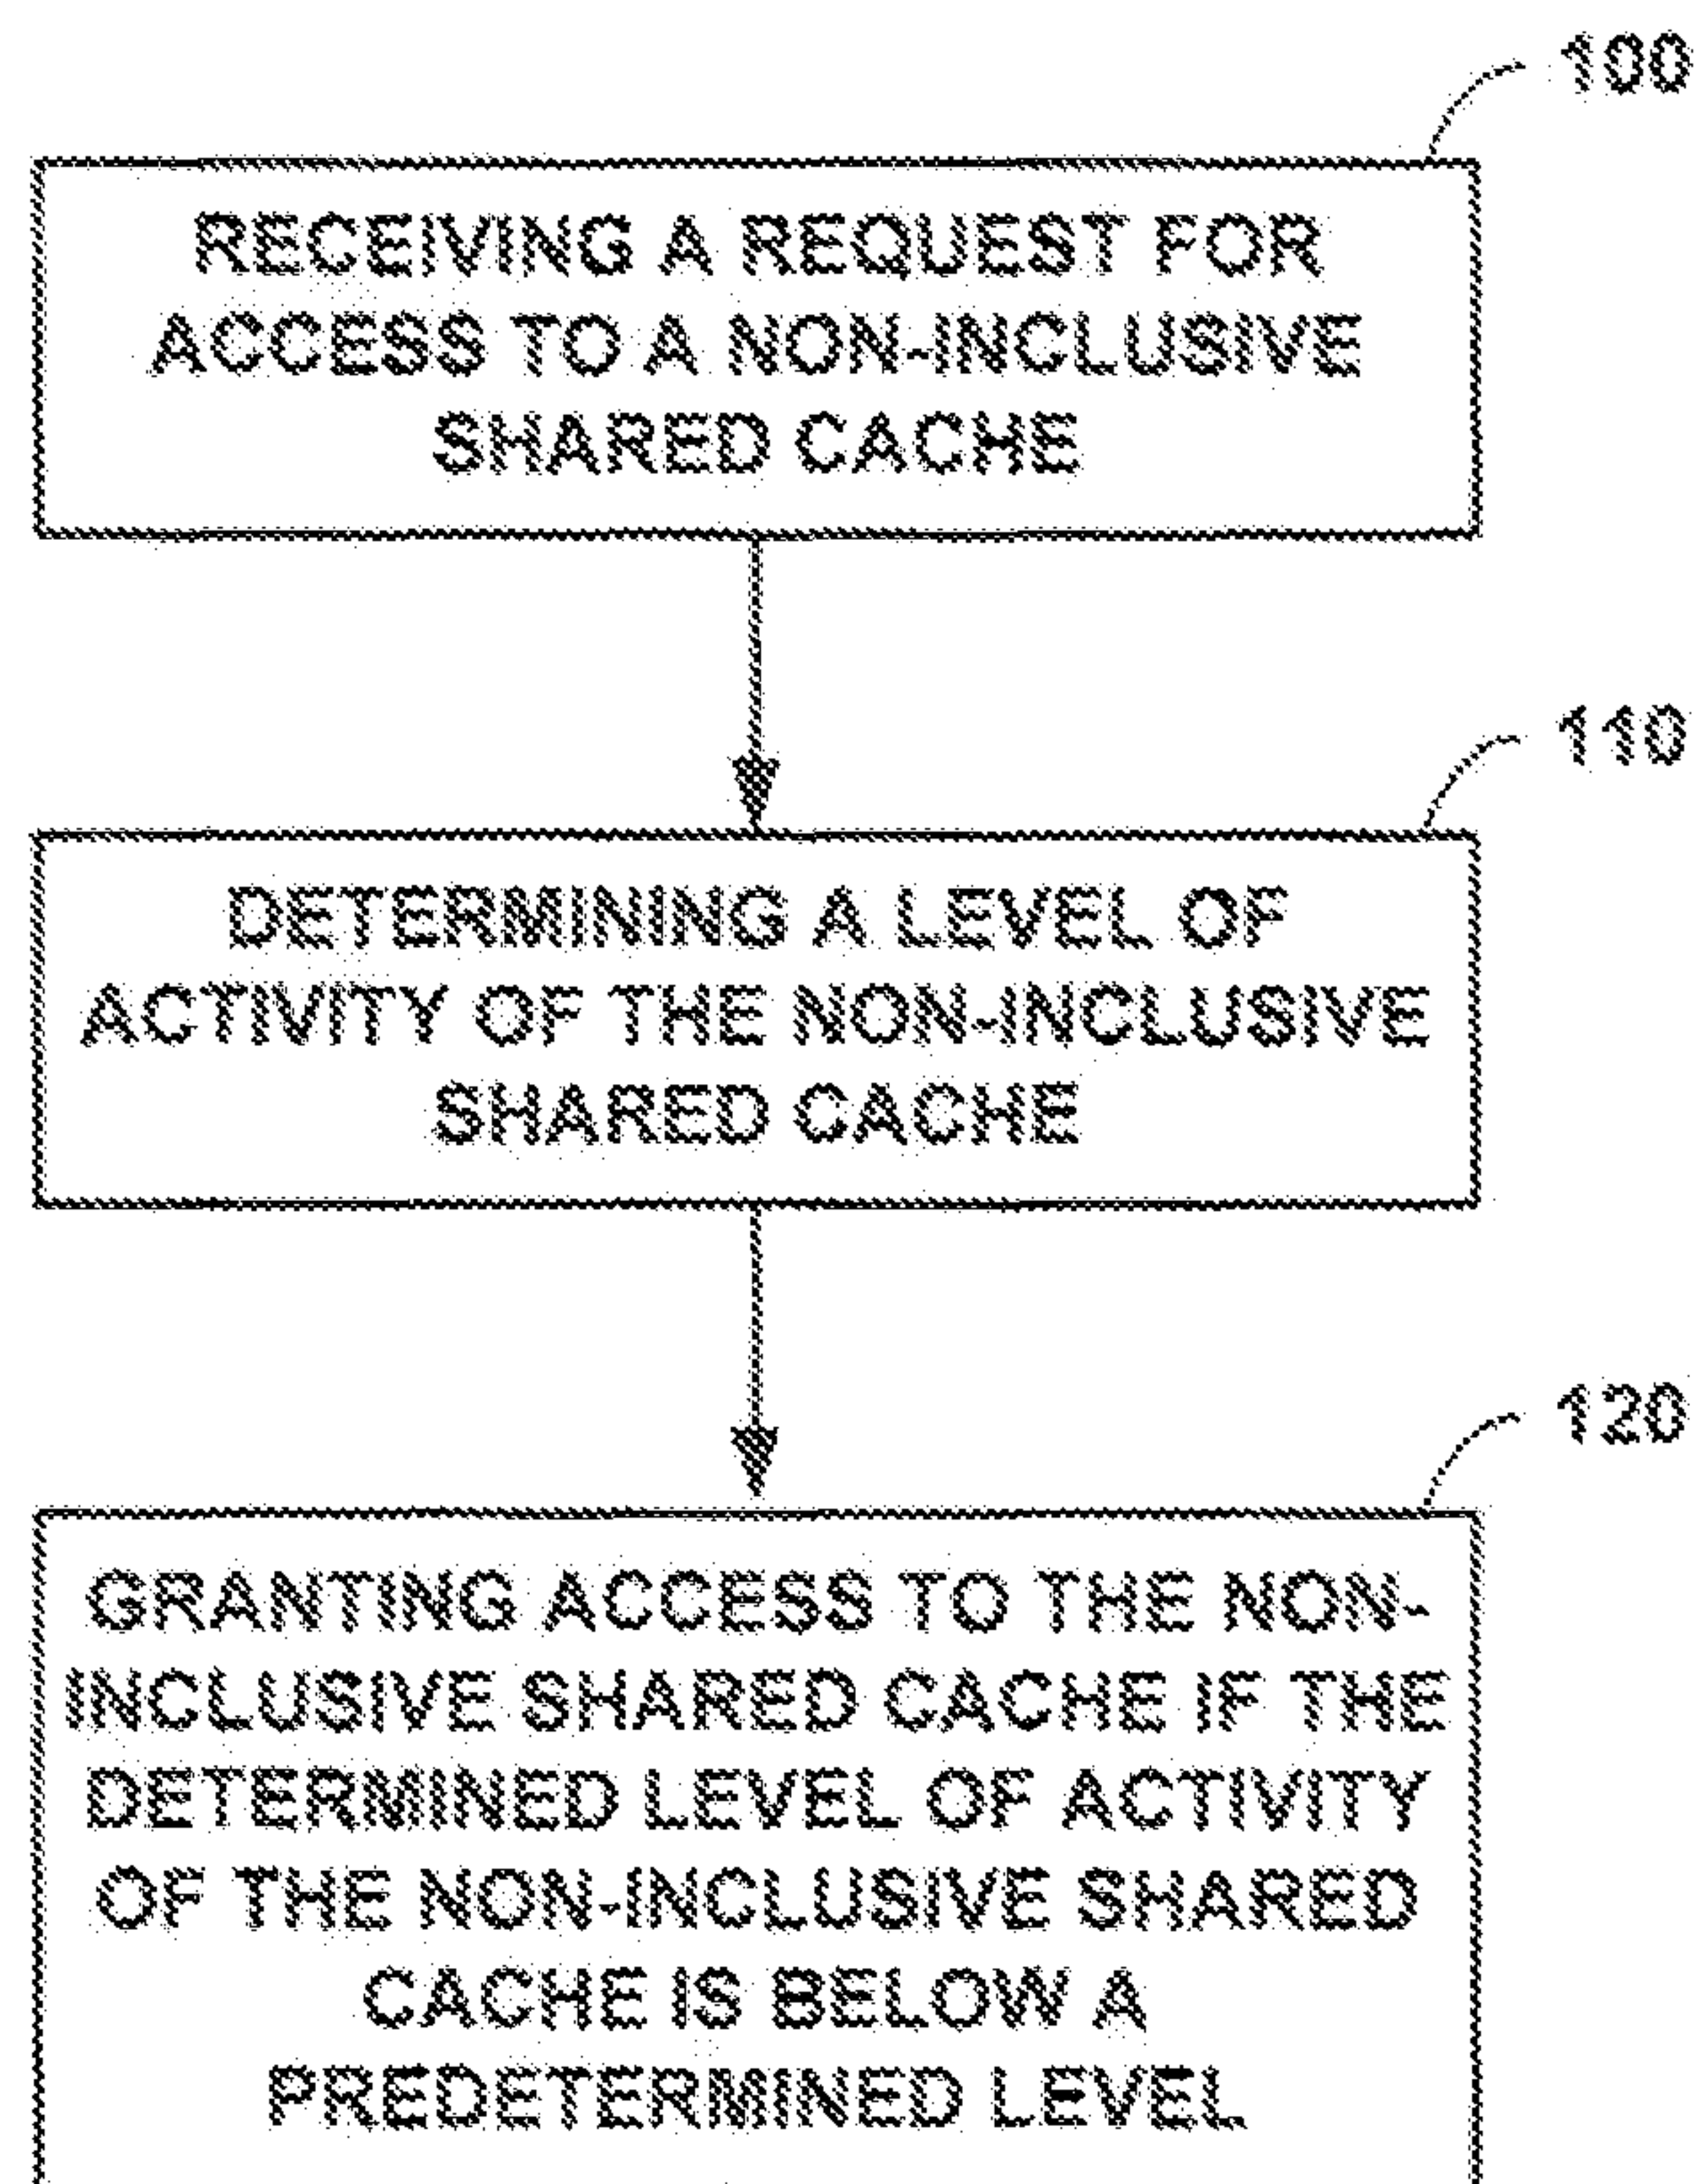 100
RECEIVING A REQUEST FOR
ACCESS TO A NON-INCLUSIVE
SHARED CACHE
110
DETERMINING A LEVEL OF
ACTIVITY OF THE NON-INCLUSIVE
SHARED CACHE
120
GRANTING ACCESS TO THE NON-
INCLUSIVE SHARED CACHE IF THE
DETERMINED LEVEL OF ACTIVITY
OF THE NON-INCLUSIVE SHARED
CACHE IS BELOW A
PREDETERMINED LEVEL